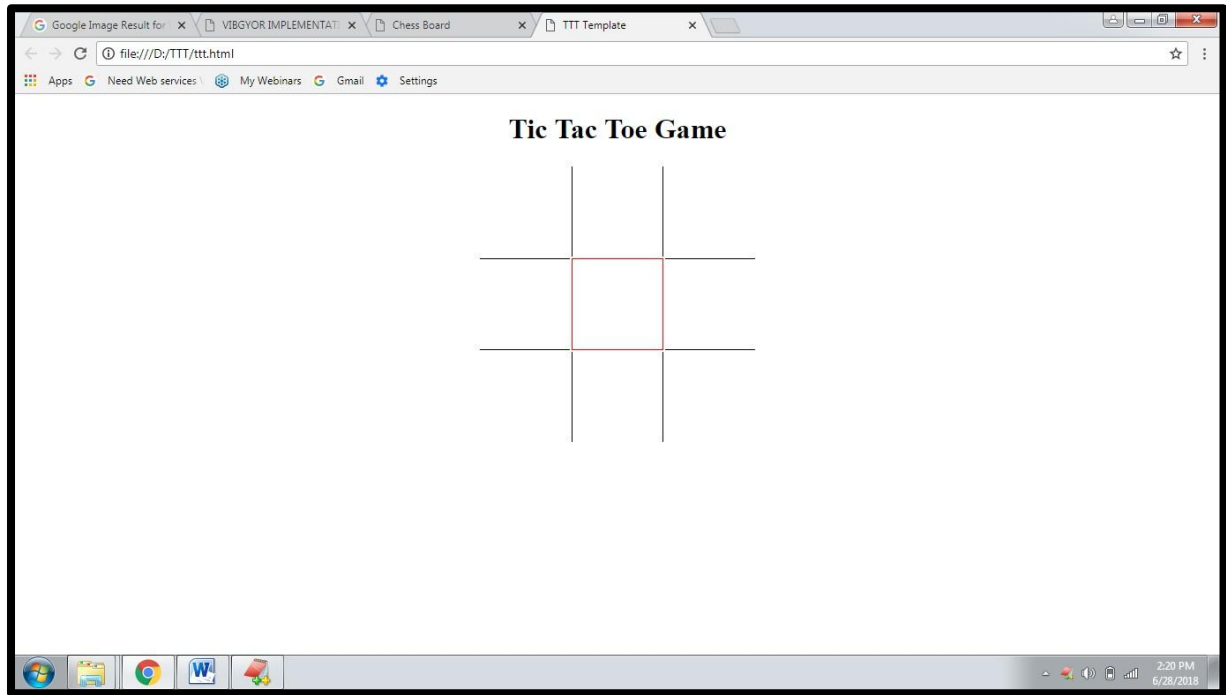 Google Image Result for
VIBGYOR IMPLEMENTATI
Chess Board
TTT Template
file:///D:/TTT/ttt.html
Apps
Need Web services
My Webinars
Gmail
Settings
Tic Tac Toe Game
2:20 PM
6/28/2018